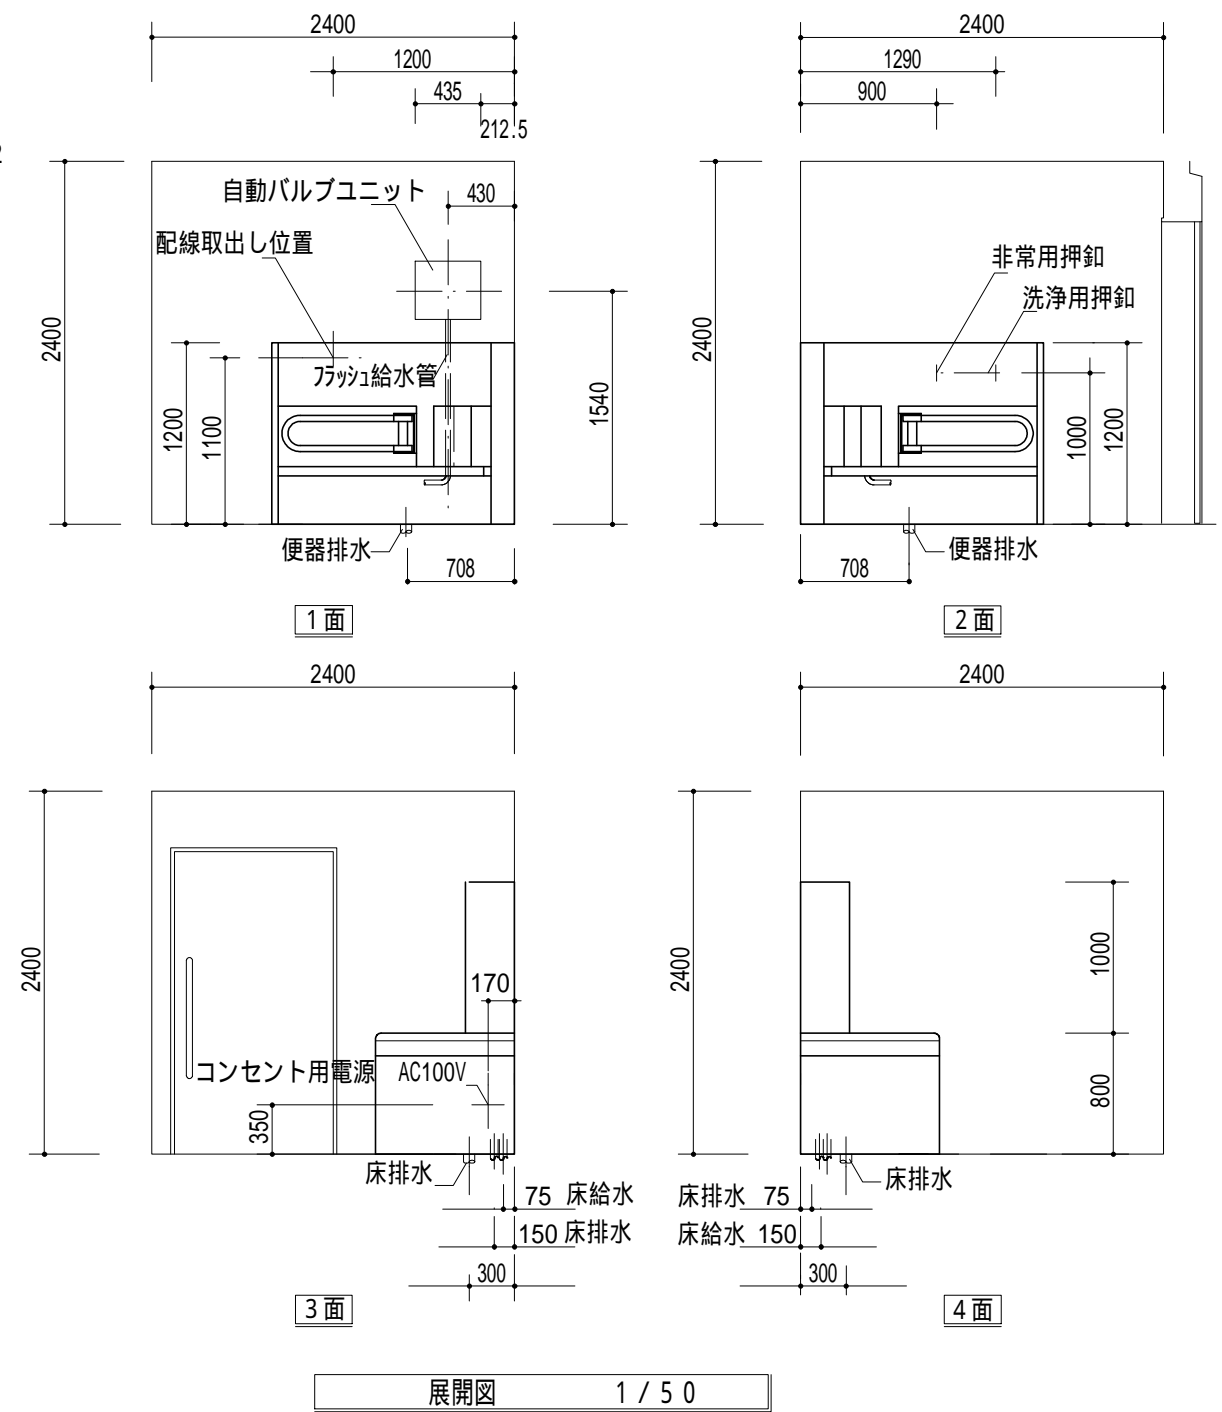 2400
1200
435
212.5
2400
自動バルブユニット
430
配線取出し位置
フラッシュ給水管
1200
1100
1540
便器排水
708
1面
2400
1290
900
2400
非常用押釦
洗浄用押釦
1000
1200
便器排水
708
2面
2400
2400
170
コンセント用電源 AC100V
350
床排水
75 床給水
150 床排水
300
3面
2400
2400
1000
800
床排水
床排水 75
床給水 150
300
4面
展開図 1/50